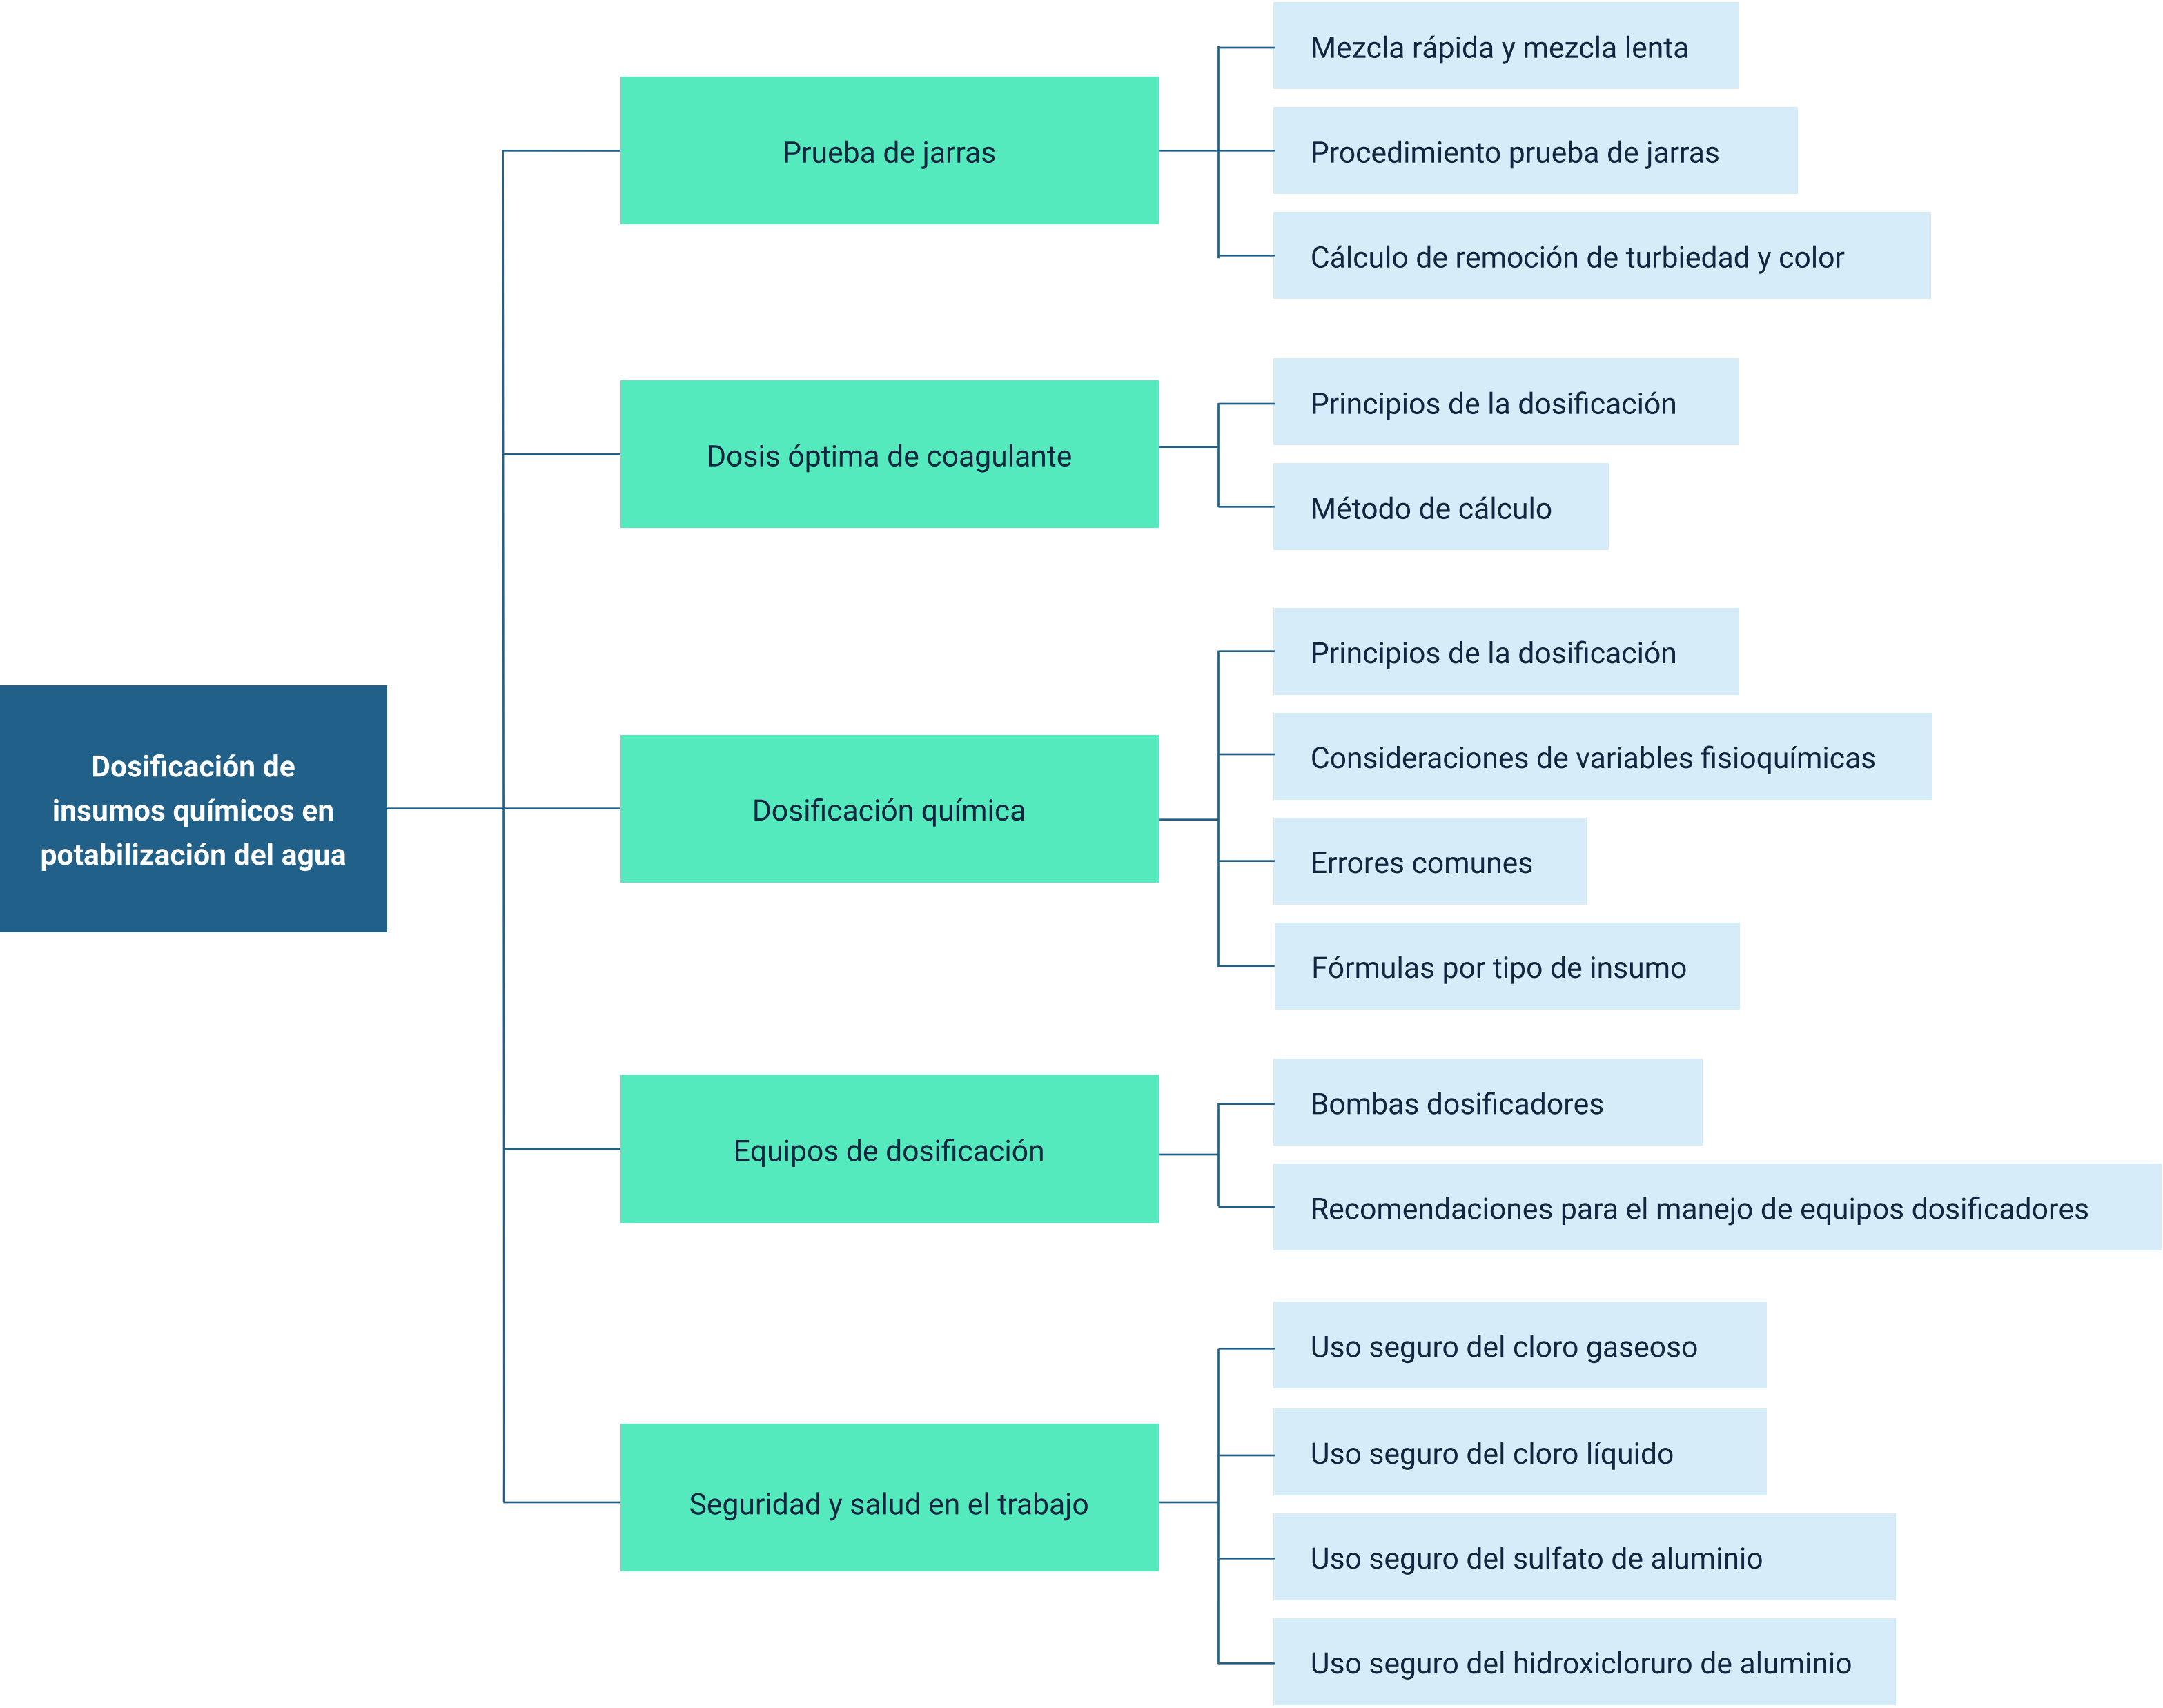 Dosificación de
insumos químicos en
potabilización del agua
Prueba de jarras
Mezcla rápida y mezcla lenta
Procedimiento prueba de jarras
Cálculo de remoción de turbiedad y color
Dosis óptima de coagulante
Principios de la dosificación
Método de cálculo
Dosificación química
Principios de la dosificación
Consideraciones de variables fisioquímicas
Errores comunes
Fórmulas por tipo de insumo
Equipos de dosificación
Bombas dosificadores
Recomendaciones para el manejo de equipos dosificadores
Seguridad y salud en el trabajo
Uso seguro del cloro gaseoso
Uso seguro del cloro líquido
Uso seguro del sulfato de aluminio
Uso seguro del hidroxicloruro de aluminio